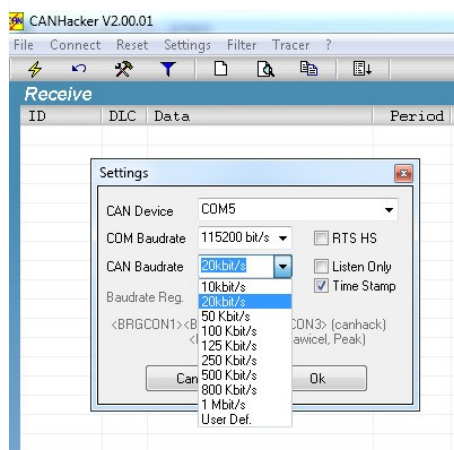 CANHacker V2.00.01
File Connect Reset Settings Filter Tracer ?
Receive
ID DLC Data Period
Settings
CAN Device COM5
COM Baudrate 115200 bit/s RTS HS
CAN Baudrate 20kbit/s Listen Only
10kbit/s Time Stamp
Baudrate Reg. 20kbit/s
50 Kbit/s
<BRGCON1><B 100 Kbit/s CON3> (canhack)
125 Kbit/s awicel, Peak)
250 Kbit/s
Can 500 Kbit/s Ok
800 Kbit/s
1 Mbit/s
User Def.